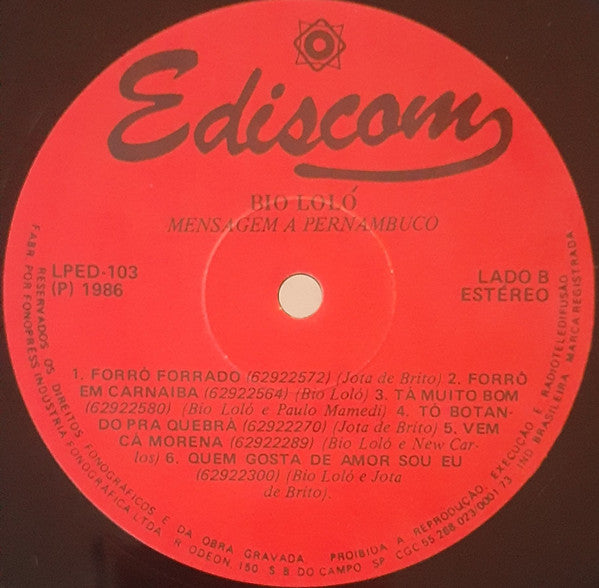 Ediscom
BIO LOLÓ
MENSAGEM A PERNAMBUCO
LPED-103
(P) 1986
LADO B
ESTÉREO
1. FORRÓ FORRADO (62922572) (Jota de Brito) 2. FORRÓ
EM CARNAIBA (62922564) (Bio Loló) 3. TÁ MUITO BOM
(62922580) (Bio Loló e Paulo Mamedi) 4. TÔ BOTAN-
DO PRA QUEBRÁ (62922270) (Jota de Brito) 5. VEM
CÁ MORENA (62922289) (Bio Loló e New Car-
los) 6. QUEM GOSTA DE AMOR SOU EU
(62922300) (Bio Loló e Jota
de Brito).
RESERVADOS OS DIREITOS FONOGRÁFICOS E DA OBRA GRAVADA PROIBIDA A REPRODUÇÃO, EXECUÇÃO E RADIOTELEDIFUSÃO
FABR. POR FONOPRESS INDUSTRIA FONOGRÁFICA LTDA. R. ODEON, 150 S B DO CAMPO SP CGC 55 288 023/0001 73 IND BRASILEIRA MARCA REGISTRADA